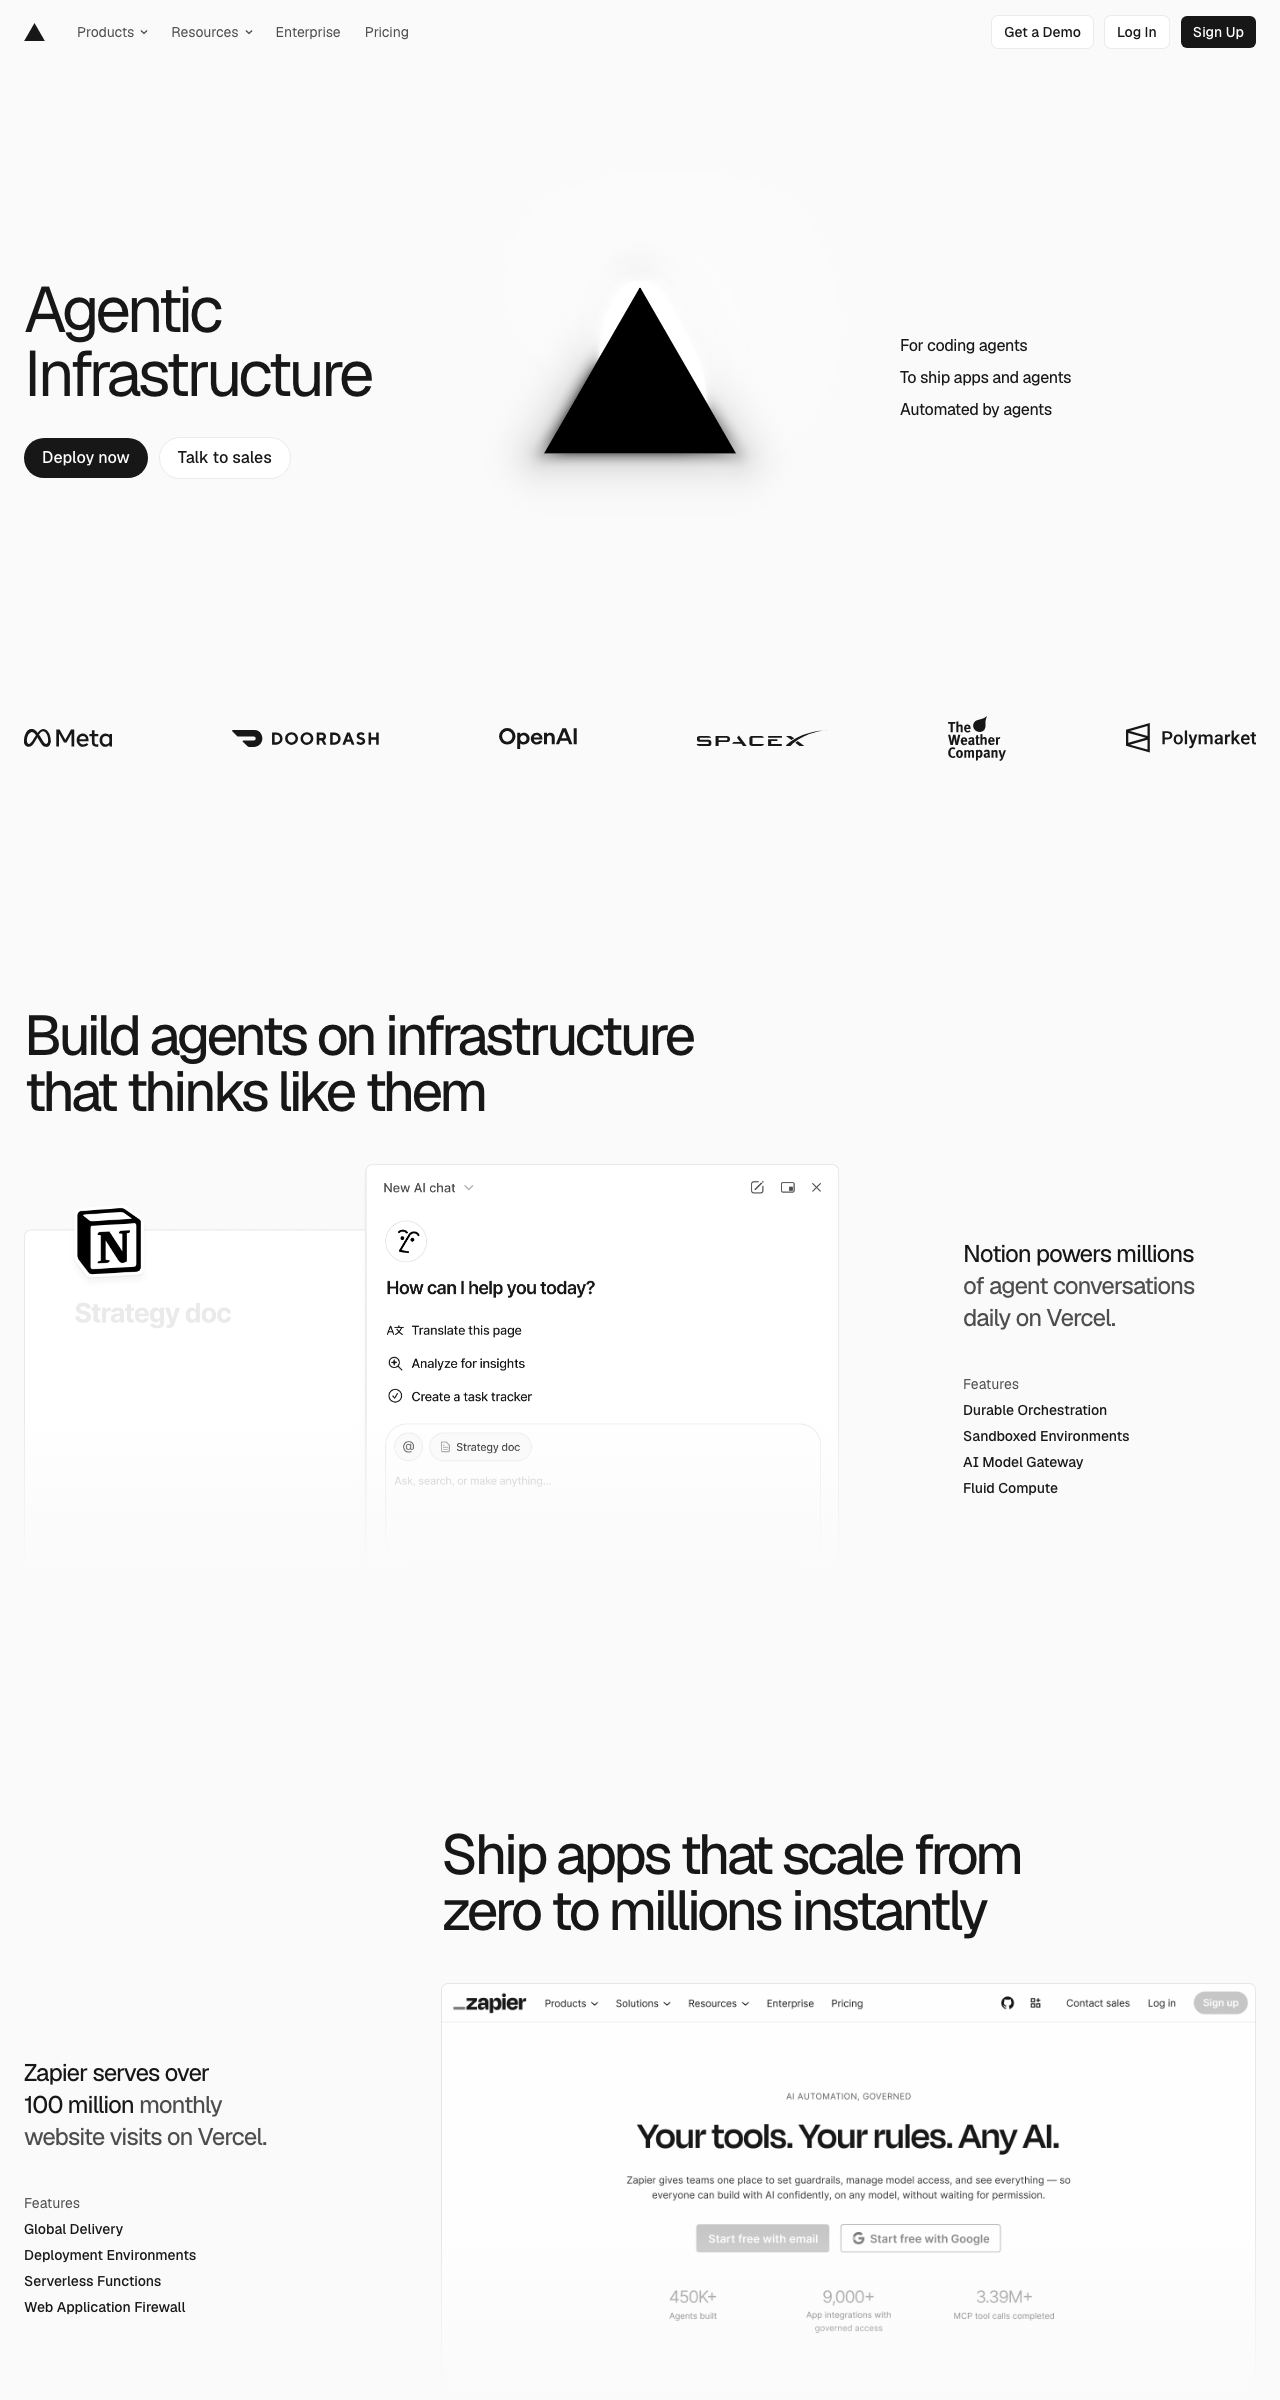 Products
Resources
Enterprise
Pricing
Get a Demo
Log In
Sign Up
Agentic
Infrastructure
Deploy now
Talk to sales
For coding agents
To ship apps and agents
Automated by agents
Meta
DOORDASH
OpenAI
SPACEX
The
Weather
Company
Polymarket
Build agents on infrastructure
that thinks like them
N
Strategy doc
New AI chat
How can I help you today?
A文 Translate this page
Analyze for insights
Create a task tracker
@
Strategy doc
Ask, search, or make anything...
Notion powers millions
of agent conversations
daily on Vercel.
Features
Durable Orchestration
Sandboxed Environments
AI Model Gateway
Fluid Compute
Ship apps that scale from
zero to millions instantly
Zapier serves over
100 million monthly
website visits on Vercel.
Features
Global Delivery
Deployment Environments
Serverless Functions
Web Application Firewall
_zapier
Products
Solutions
Resources
Enterprise
Pricing
Contact sales
Log in
Sign up
AI AUTOMATION, GOVERNED
Your tools. Your rules. Any AI.
Zapier gives teams one place to set guardrails, manage model access, and see everything — so
everyone can build with AI confidently, on any model, without waiting for permission.
Start free with email
G Start free with Google
450K+
Agents built
9,000+
App integrations with
governed access
3.39M+
MCP tool calls completed